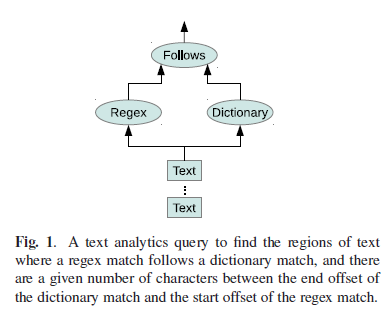 Follows
Regex
Dictionary
Text
Text
Fig. 1. A text analytics query to find the regions of text
where a regex match follows a dictionary match, and there
are a given number of characters between the end offset of
the dictionary match and the start offset of the regex match.